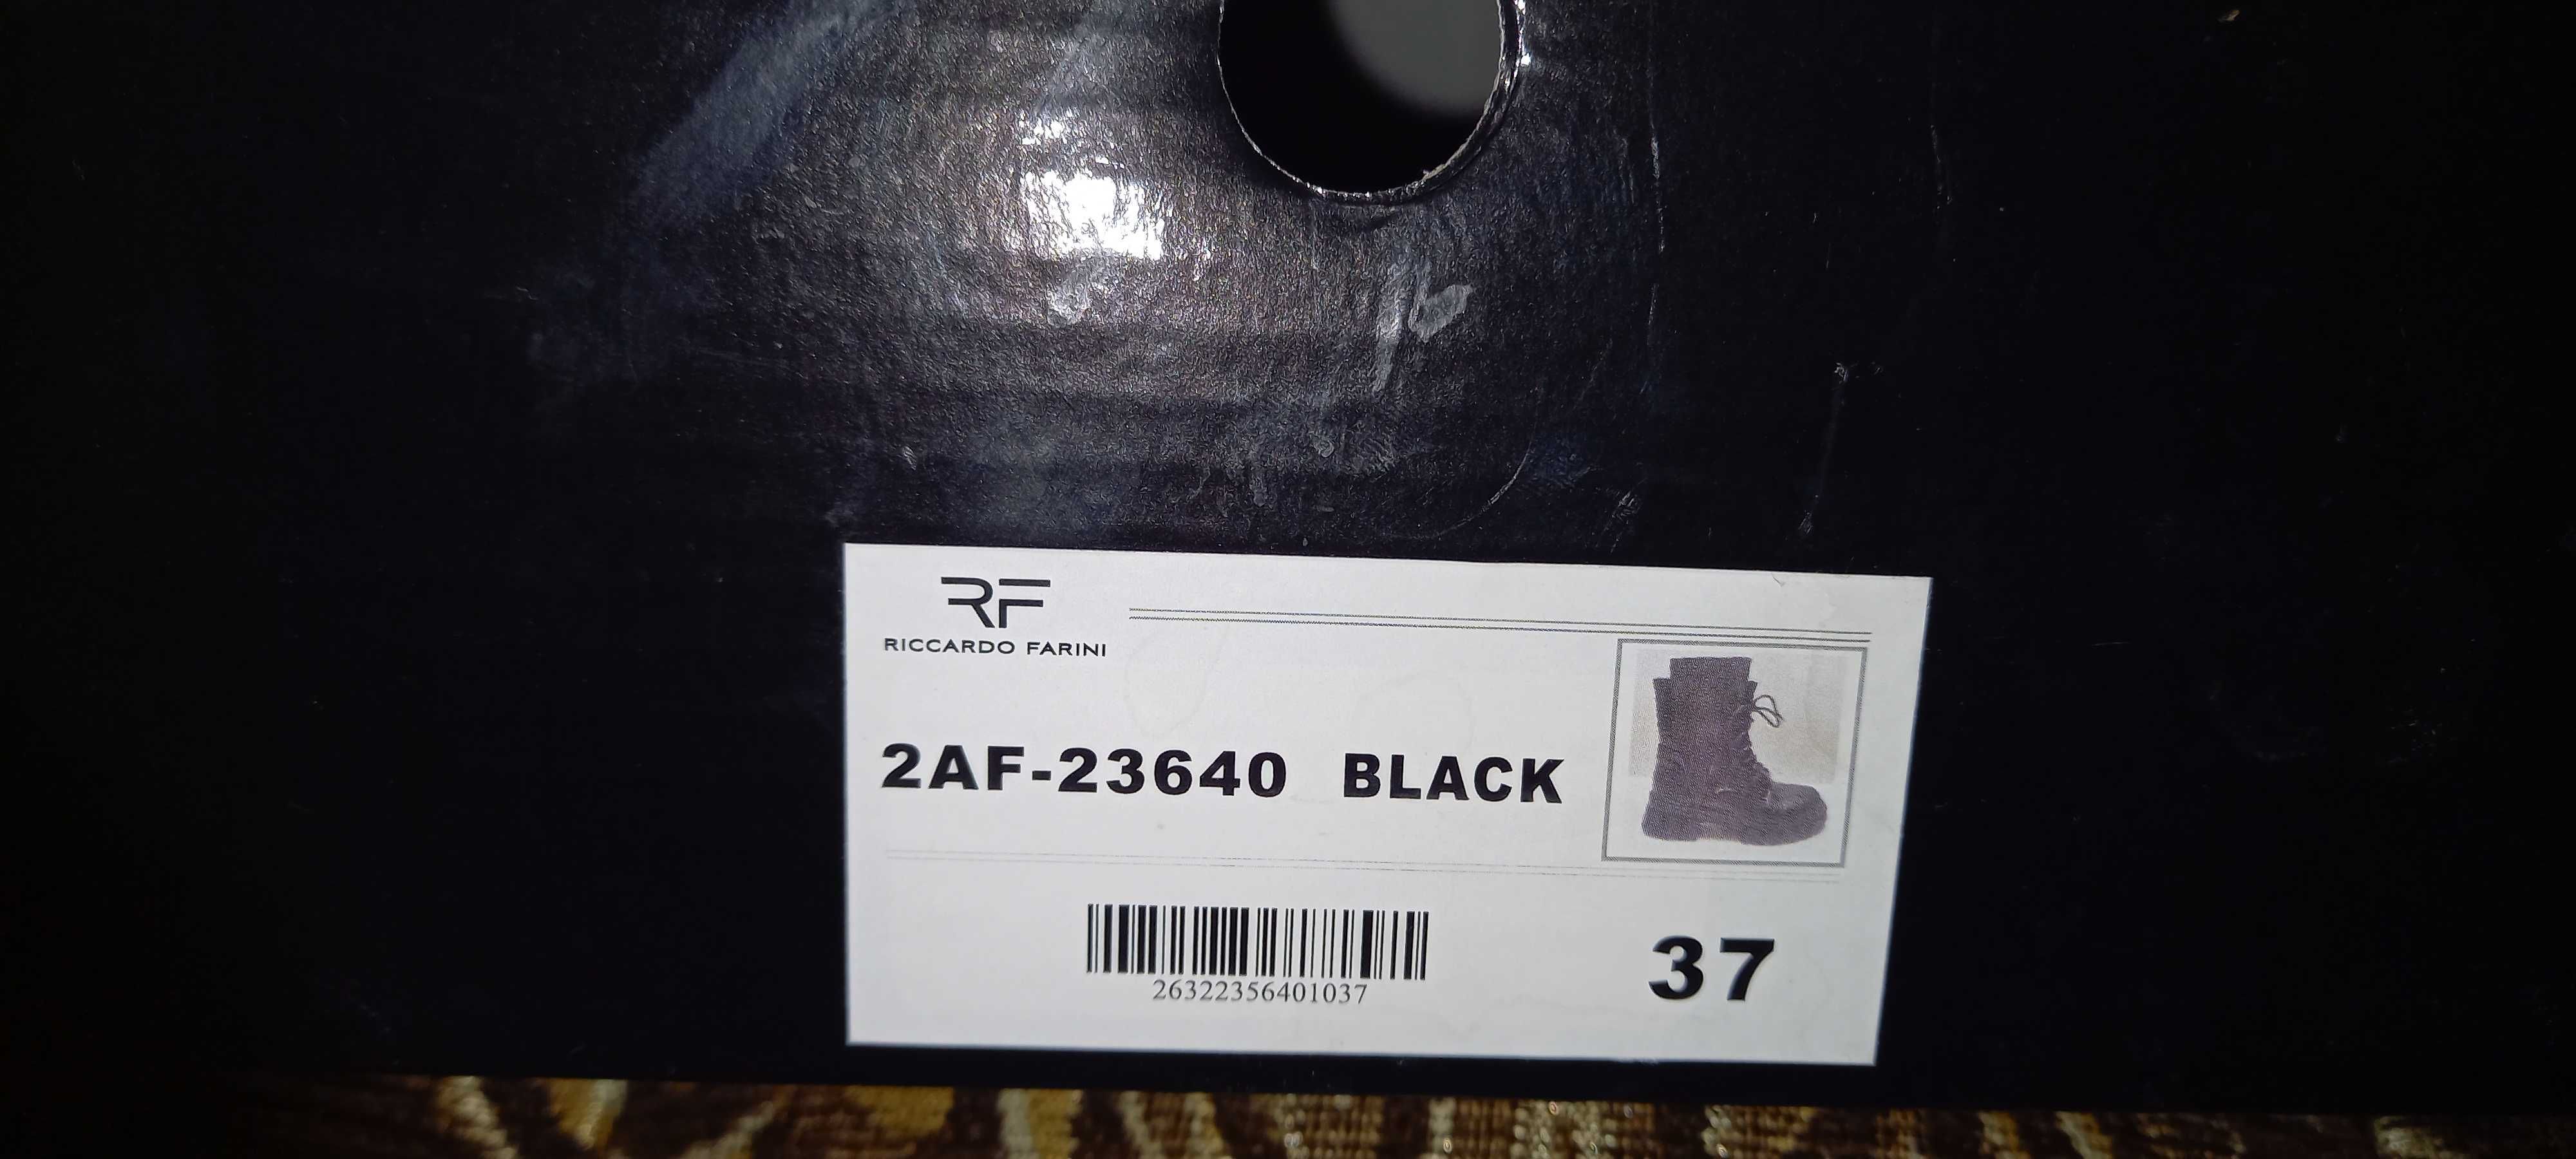 RF
RICCARDO FARINI
2AF-23640 BLACK
26322356401037
37